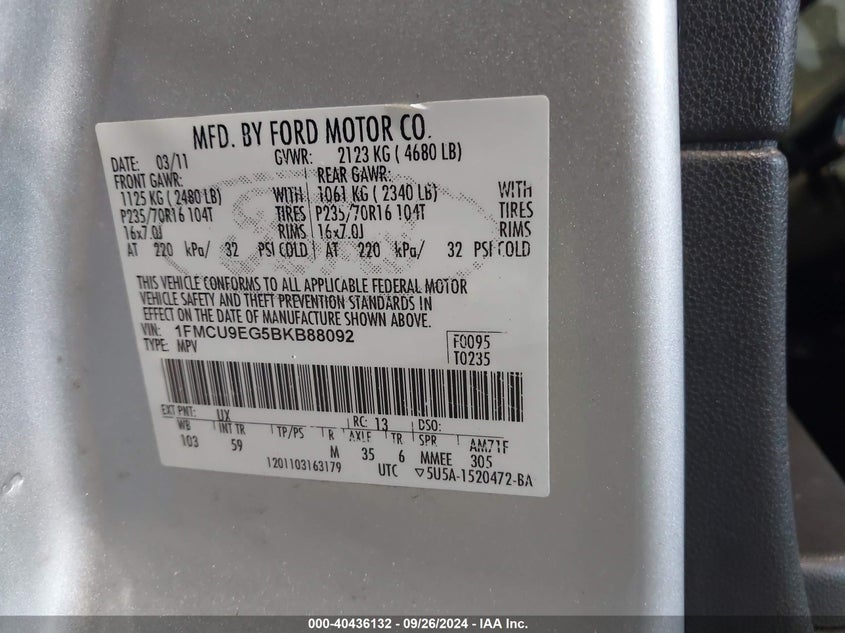 MFD. BY FORD MOTOR CO.
DATE: 03/11 GVWR: 2123 KG ( 4680 LB)
FRONT GAWR: REAR GAWR:
1125 KG ( 2480 LB) WITH 1061 KG ( 2340 LB) WITH
P235/70R16 104T TIRES P235/70R16 104T TIRES
16x7.0J RIMS 16x7.0J RIMS
AT 220 kPa/ 32 PSI COLD AT 220 kPa/ 32 PSI COLD
THIS VEHICLE CONFORMS TO ALL APPLICABLE FEDERAL MOTOR
VEHICLE SAFETY AND THEFT PREVENTION STANDARDS IN
EFFECT ON THE DATE OF MANUFACTURE SHOWN ABOVE.
VIN: 1FMCU9EG5BKB88092 F0095
TYPE: MPV T0235
EXT PNT: UX RC: 13 DSO:
WB INT TR TP/PS R AXLE TR SPR AM71F
103 59 M 35 6 MMEE 305
1201103163179 UTC ▽5U5A-1520472-BA
000-40436132 - 09/26/2024 - IAA Inc.